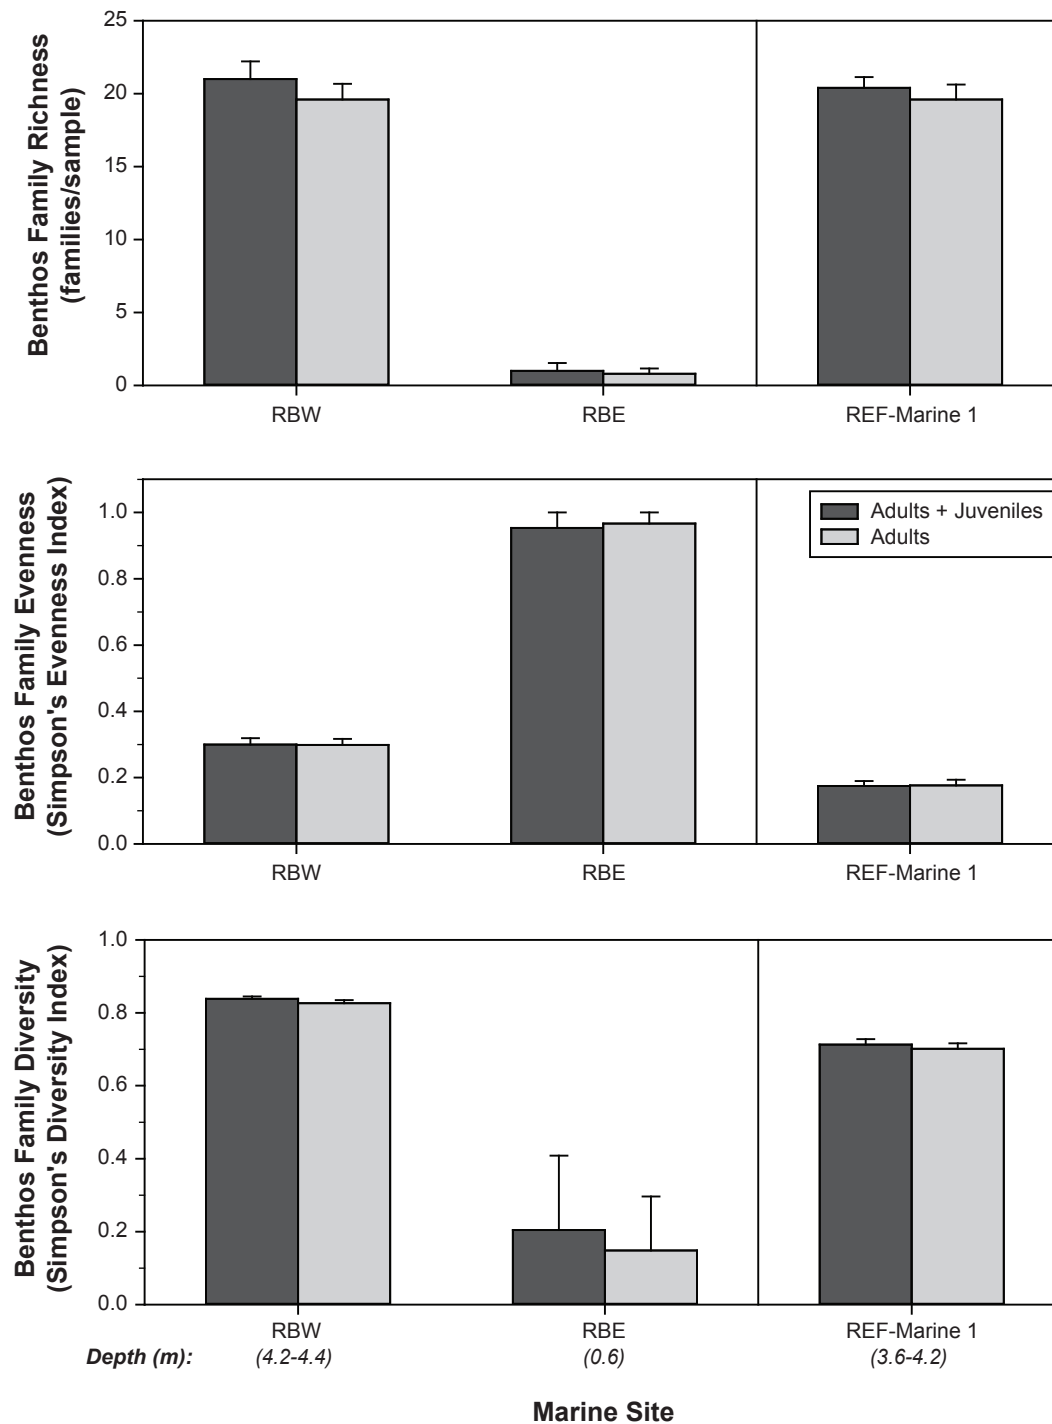 25
20
15
10
5
0
Benthos Family Richness
(families/sample)
RBW
RBE
REF-Marine 1
1.0
0.8
0.6
0.4
0.2
0.0
Benthos Family Evenness
(Simpson's Evenness Index)
Adults + Juveniles
Adults
RBW
RBE
REF-Marine 1
1.0
0.8
0.6
0.4
0.2
0.0
Benthos Family Diversity
(Simpson's Diversity Index)
RBW
RBE
REF-Marine 1
Depth (m): (4.2-4.4) (0.6) (3.6-4.2)
Marine Site